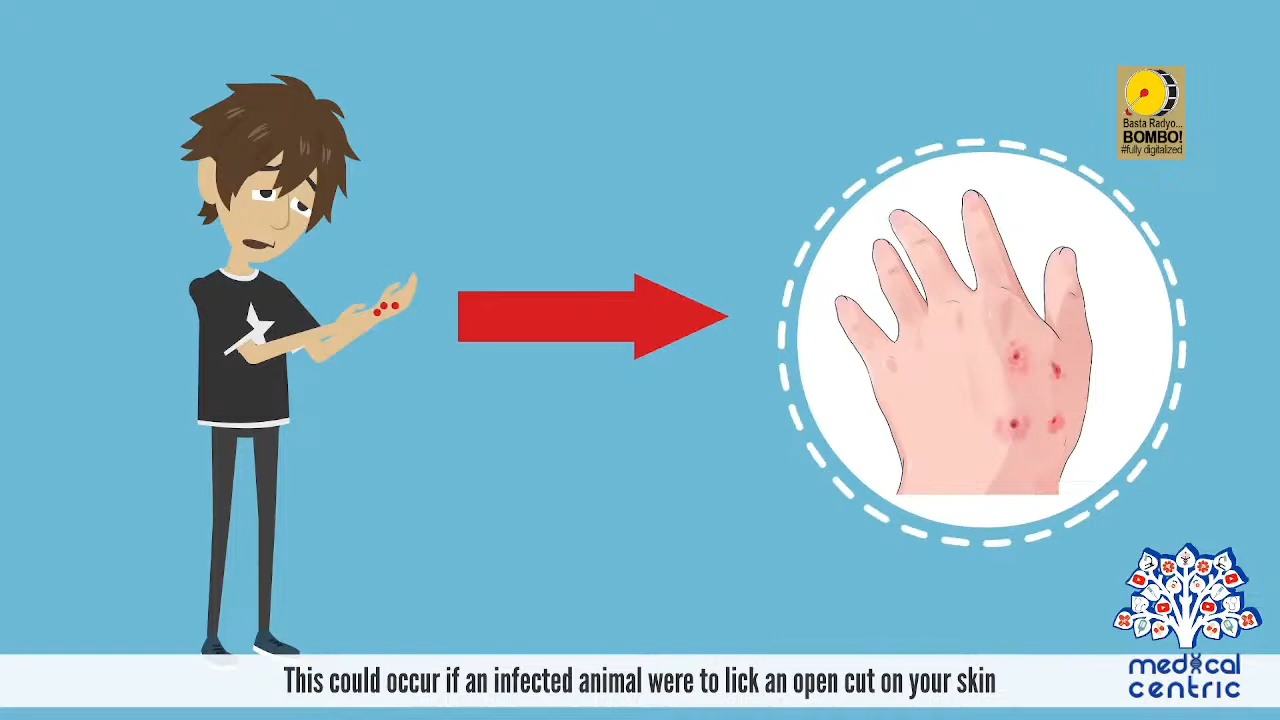 Basta Radyo...
BOMBO!
#fully digitalized
This could occur if an infected animal were to lick an open cut on your skin
medical
centric